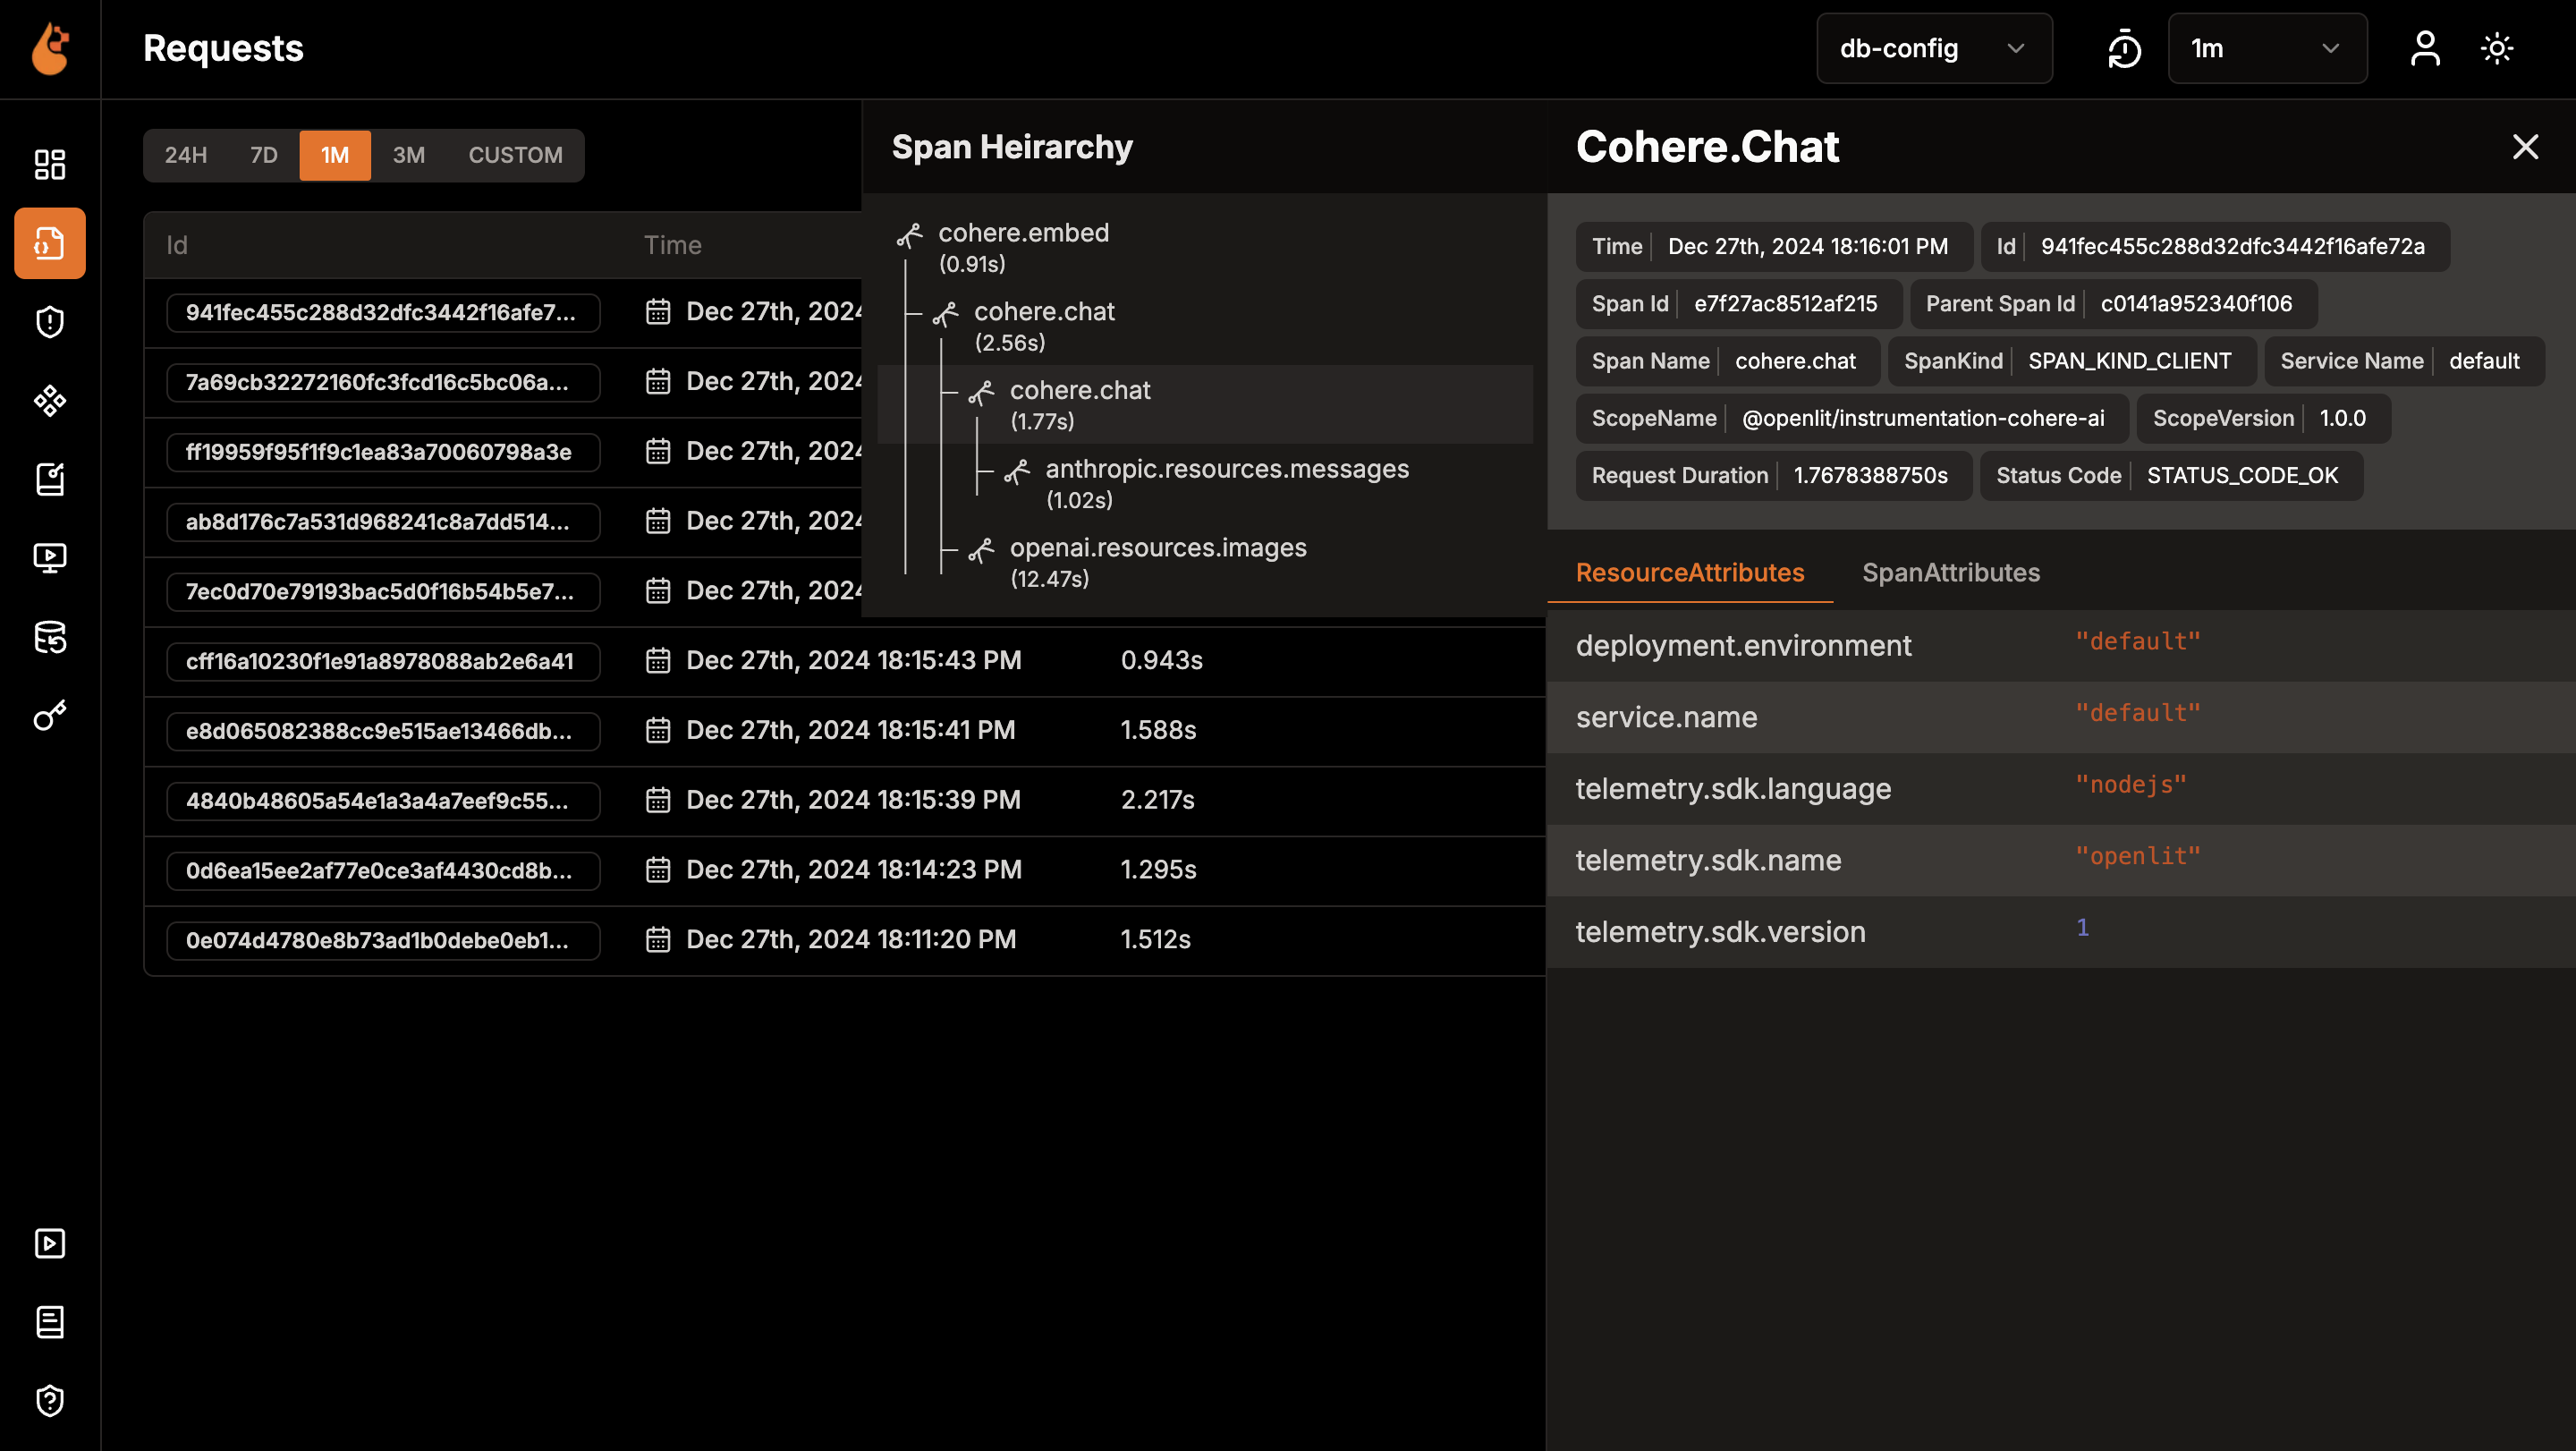 Requests
db-config
1m
24H 7D 1M 3M CUSTOM
Id Time
941fec455c288d32dfc3442f16afe7... Dec 27th, 2024
7a69cb32272160fc3fcd16c5bc06a... Dec 27th, 2024
ff19959f95f1f9c1ea83a70060798a3e Dec 27th, 2024
ab8d176c7a531d968241c8a7dd514... Dec 27th, 2024
7ec0d70e79193bac5d0f16b54b5e7... Dec 27th, 2024
cff16a10230f1e91a8978088ab2e6a41 Dec 27th, 2024 18:15:43 PM 0.943s
e8d065082388cc9e515ae13466db... Dec 27th, 2024 18:15:41 PM 1.588s
4840b48605a54e1a3a4a7eef9c55... Dec 27th, 2024 18:15:39 PM 2.217s
0d6ea15ee2af77e0ce3af4430cd8b... Dec 27th, 2024 18:14:23 PM 1.295s
0e074d4780e8b73ad1b0debe0eb1... Dec 27th, 2024 18:11:20 PM 1.512s
Span Heirarchy
cohere.embed
(0.91s)
cohere.chat
(2.56s)
cohere.chat
(1.77s)
anthropic.resources.messages
(1.02s)
openai.resources.images
(12.47s)
Cohere.Chat
Time Dec 27th, 2024 18:16:01 PM Id 941fec455c288d32dfc3442f16afe72a
Span Id e7f27ac8512af215 Parent Span Id c0141a952340f106
Span Name cohere.chat SpanKind SPAN_KIND_CLIENT Service Name default
ScopeName @openlit/instrumentation-cohere-ai ScopeVersion 1.0.0
Request Duration 1.7678388750s Status Code STATUS_CODE_OK
ResourceAttributes SpanAttributes
deployment.environment "default"
service.name "default"
telemetry.sdk.language "nodejs"
telemetry.sdk.name "openlit"
telemetry.sdk.version 1